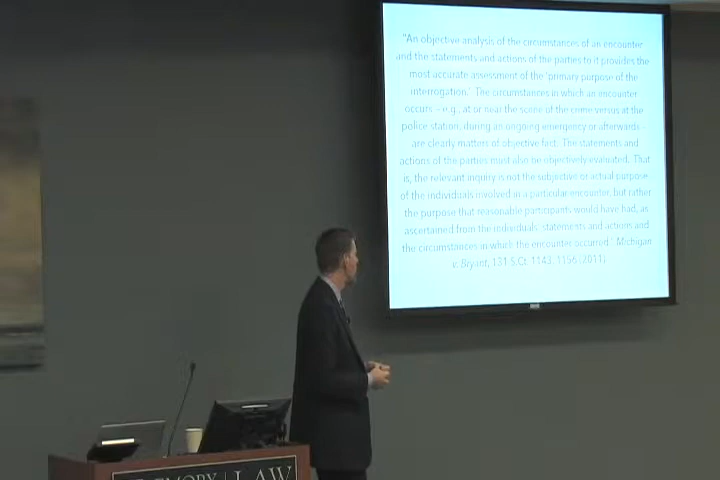 "An objective analysis of the circumstances of an encounter
and the statements and actions of the parties to it provides the
most accurate assessment of the 'primary purpose of the
interrogation.' The circumstances in which an encounter
occurs – e.g., at or near the scene of the crime versus at the
police station, during an ongoing emergency or afterwards –
are clearly matters of objective fact. The statements and
actions of the parties must also be objectively evaluated. That
is, the relevant inquiry is not the subjective or actual purpose
of the individuals involved in a particular encounter, but rather
the purpose that reasonable participants would have had, as
ascertained from the individuals' statements and actions and
the circumstances in which the encounter occurred." Michigan
v. Bryant, 131 S.Ct. 1143, 1156 (2011)
EMORY | LAW